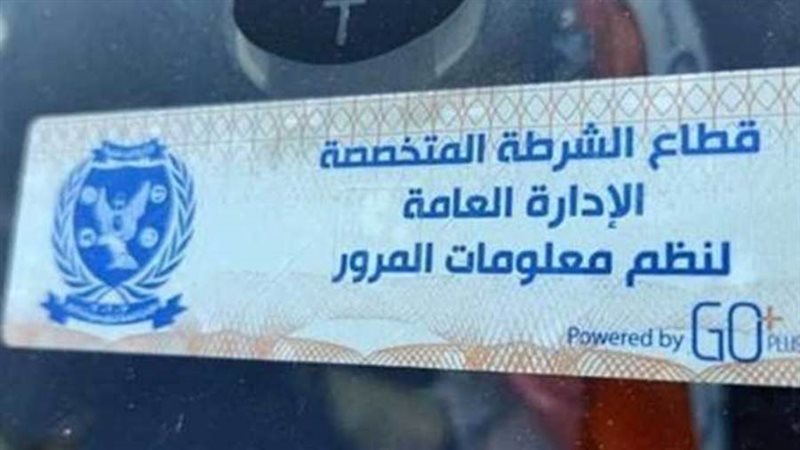 قطاع الشرطة المتخصصة
الإدارة العامة
لنظم معلومات المرور
Powered by GO+ PLUS